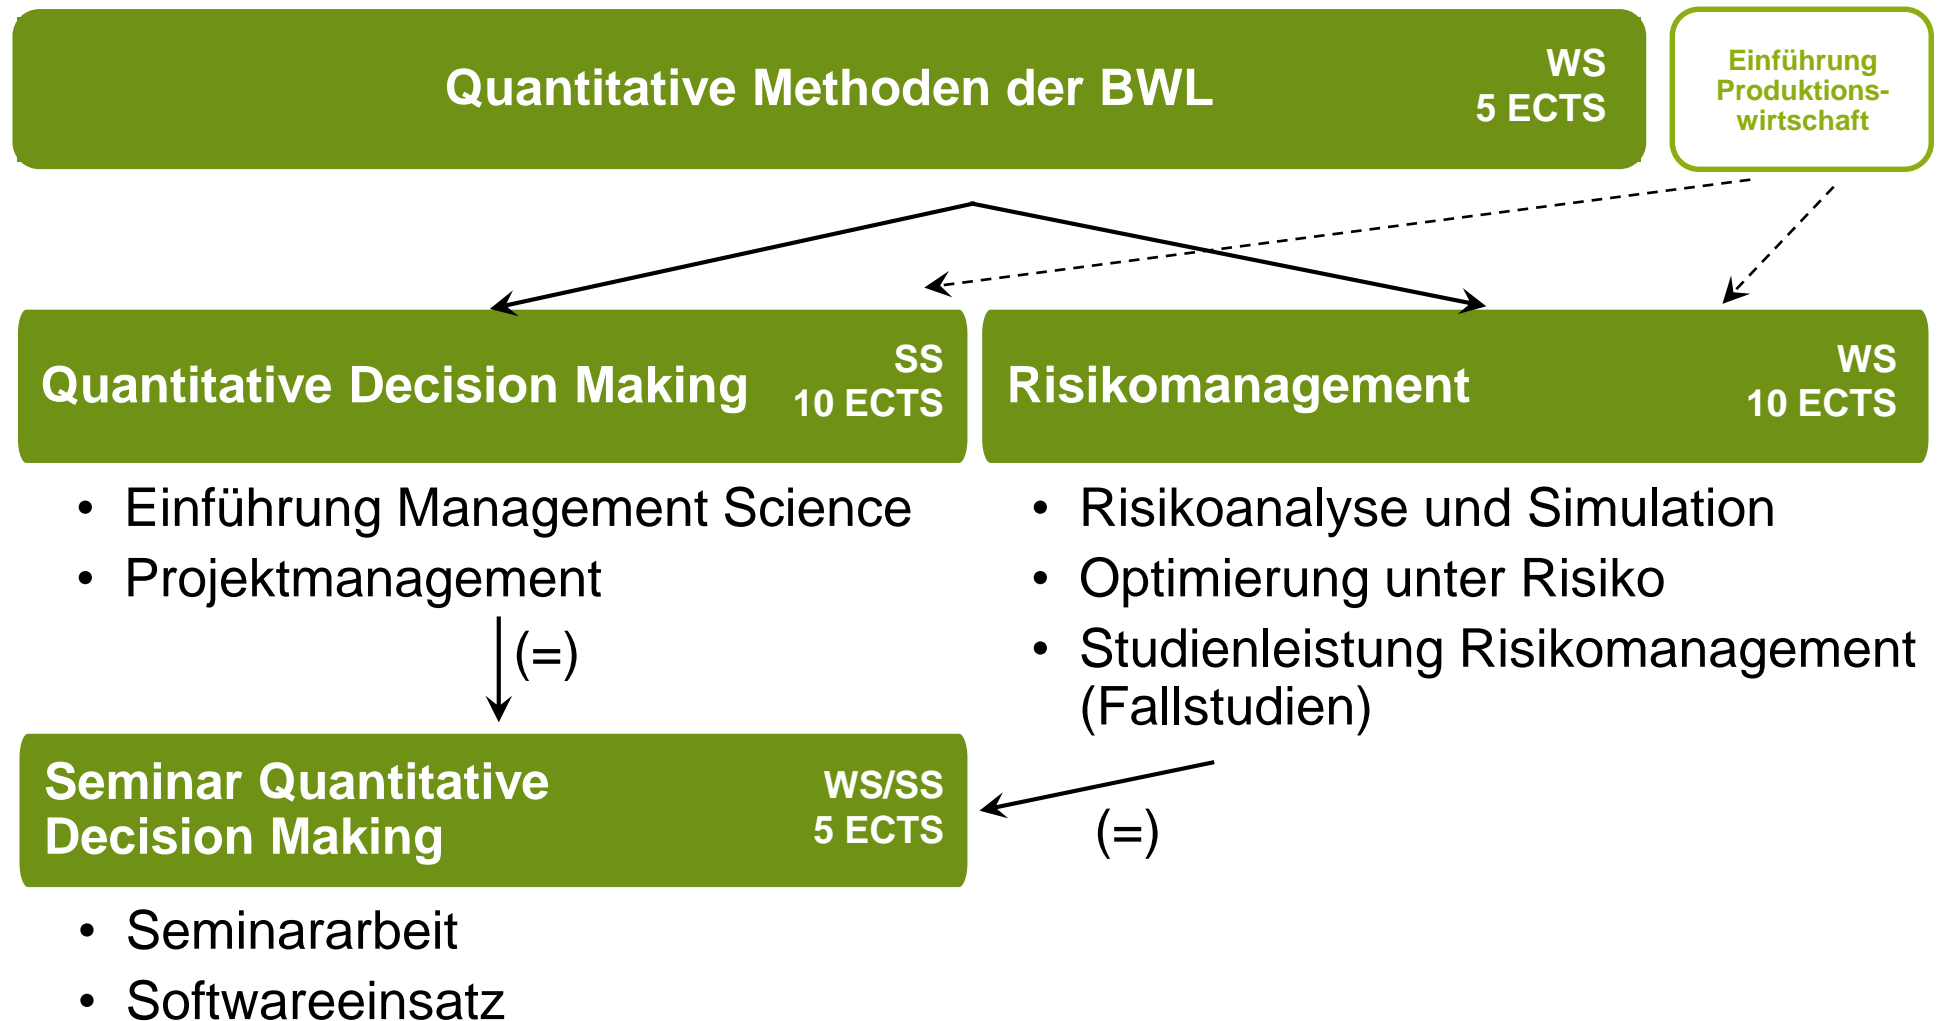 Quantitative Methoden der BWL
WS
5 ECTS
Einführung
Produktions-
wirtschaft
Quantitative Decision Making
SS
10 ECTS
Risikomanagement
WS
10 ECTS
• Einführung Management Science
• Projektmanagement
(=)
• Risikoanalyse und Simulation
• Optimierung unter Risiko
• Studienleistung Risikomanagement
(Fallstudien)
(=)
Seminar Quantitative
Decision Making
WS/SS
5 ECTS
• Seminararbeit
• Softwareeinsatz